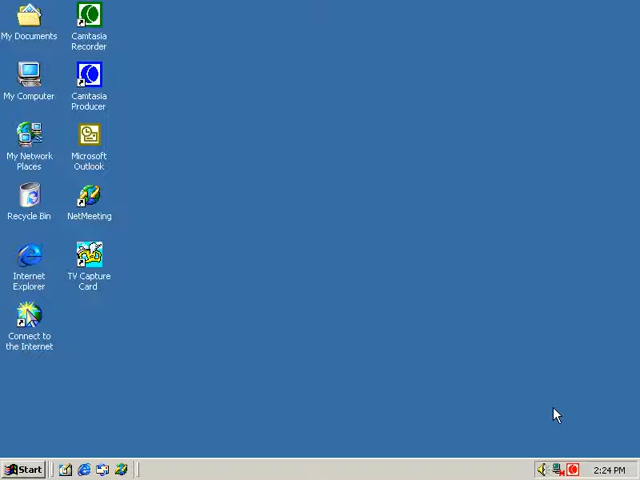 My Documents
Camtasia
Recorder
My Computer
Camtasia
Producer
My Network
Places
Microsoft
Outlook
Recycle Bin
NetMeeting
Internet
Explorer
TV Capture
Card
Connect to
the Internet
Start
2:24 PM